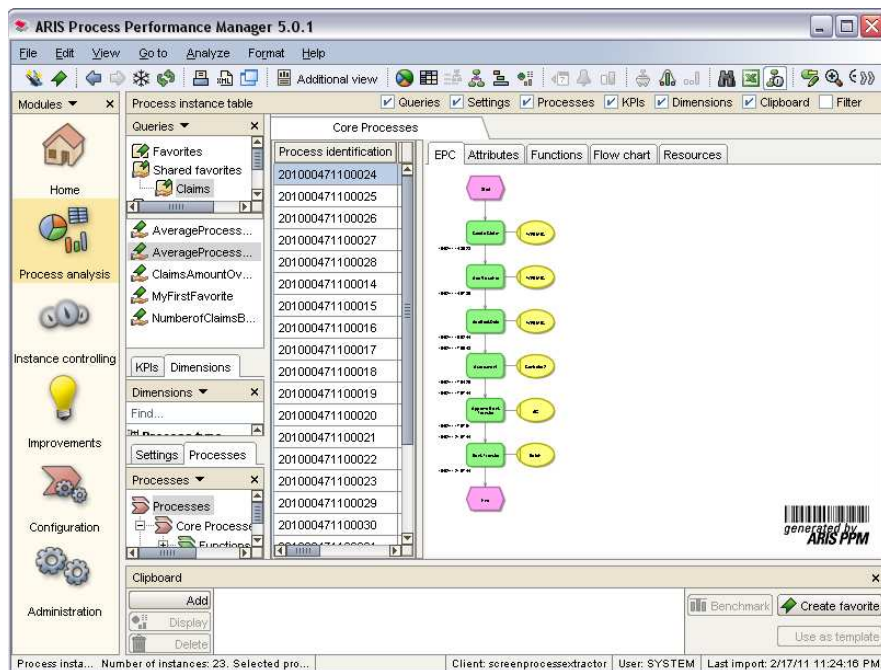 ARIS Process Performance Manager 5.0.1
File Edit View Go to Analyze Format Help
Additional view
Modules
Process instance table
Queries Settings Processes KPIs Dimensions Clipboard Filter
Home
Process analysis
Instance controlling
Improvements
Configuration
Administration
Queries
Favorites
Shared favorites
Claims
AverageProcess...
AverageProcess...
ClaimsAmountOv...
MyFirstFavorite
NumberofClaimsB...
KPIs Dimensions
Dimensions
Find...
Process type
Settings Processes
Processes
Processes
Core Processe
Functions
Core Processes
Process identification
201000471100024
201000471100025
201000471100026
201000471100027
201000471100028
201000471100014
201000471100015
201000471100016
201000471100017
201000471100018
201000471100019
201000471100020
201000471100021
201000471100022
201000471100023
201000471100029
201000471100030
EPC Attributes Functions Flow chart Resources
generated by
ARIS PPM
Clipboard
Add
Display
Delete
Benchmark
Create favorite
Use as template
Process insta... Number of instances: 23. Selected pro... Client: screenprocessextractor User: SYSTEM Last import: 2/17/11 11:24:16 PM